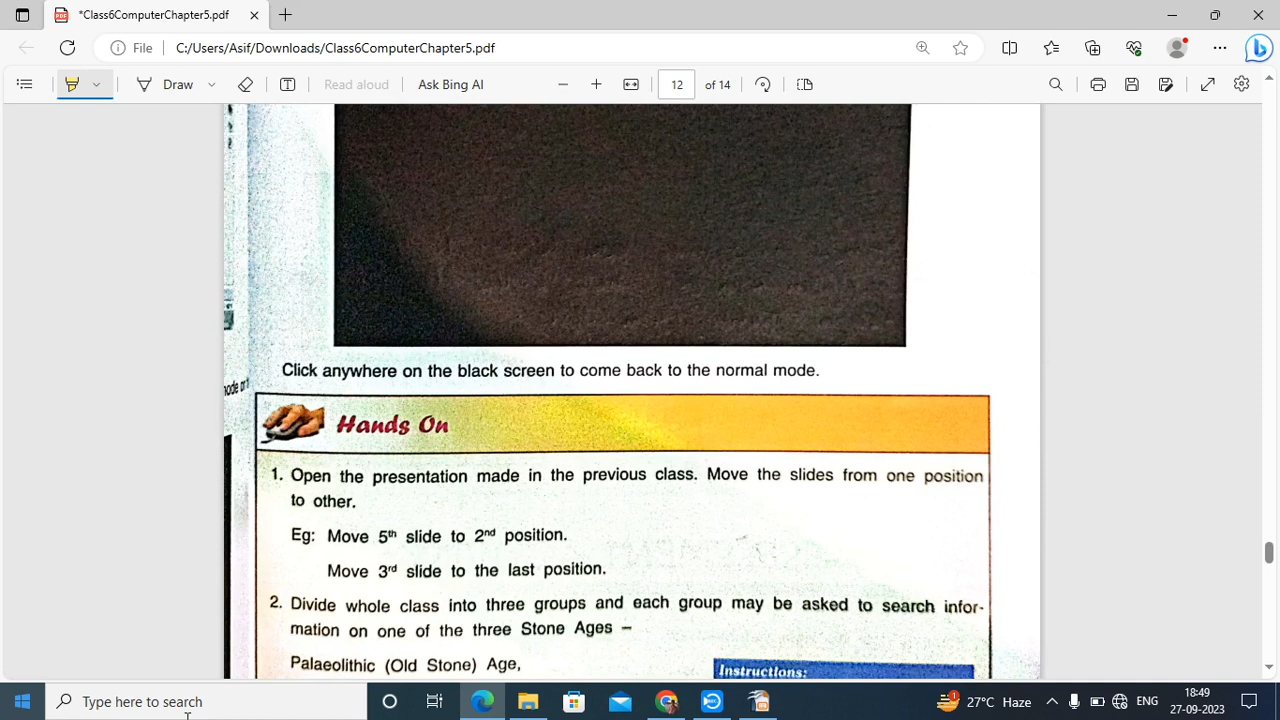 *Class6ComputerChapter5.pdf
File C:/Users/Asif/Downloads/Class6ComputerChapter5.pdf
Draw Read aloud Ask Bing AI 12 of 14
Click anywhere on the black screen to come back to the normal mode.
Hands On
1. Open the presentation made in the previous class. Move the slides from one position
to other.
Eg: Move 5th slide to 2nd position.
Move 3rd slide to the last position.
2. Divide whole class into three groups and each group may be asked to search infor-
mation on one of the three Stone Ages –
Palaeolithic (Old Stone) Age,
Instructions:
Type here to search
1 27°C Haze ENG 18:49
27-09-2023